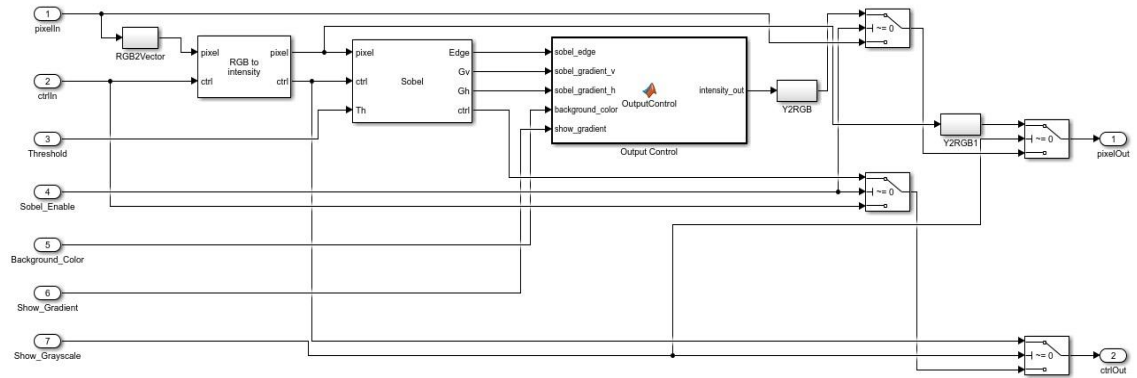 1
pixelIn
RGB2Vector
2
ctrlIn
3
Threshold
4
Sobel_Enable
5
Background_Color
6
Show_Gradient
7
Show_Grayscale
pixel
ctrl
RGB to
intensity
pixel
ctrl
pixel
ctrl
Th
Sobel
Edge
Gv
Gh
ctrl
sobel_edge
sobel_gradient_v
sobel_gradient_h
background_color
show_gradient
OutputControl
intensity_out
Output Control
Y2RGB
~= 0
~= 0
Y2RGB1
~= 0
1
pixelOut
~= 0
2
ctrlOut